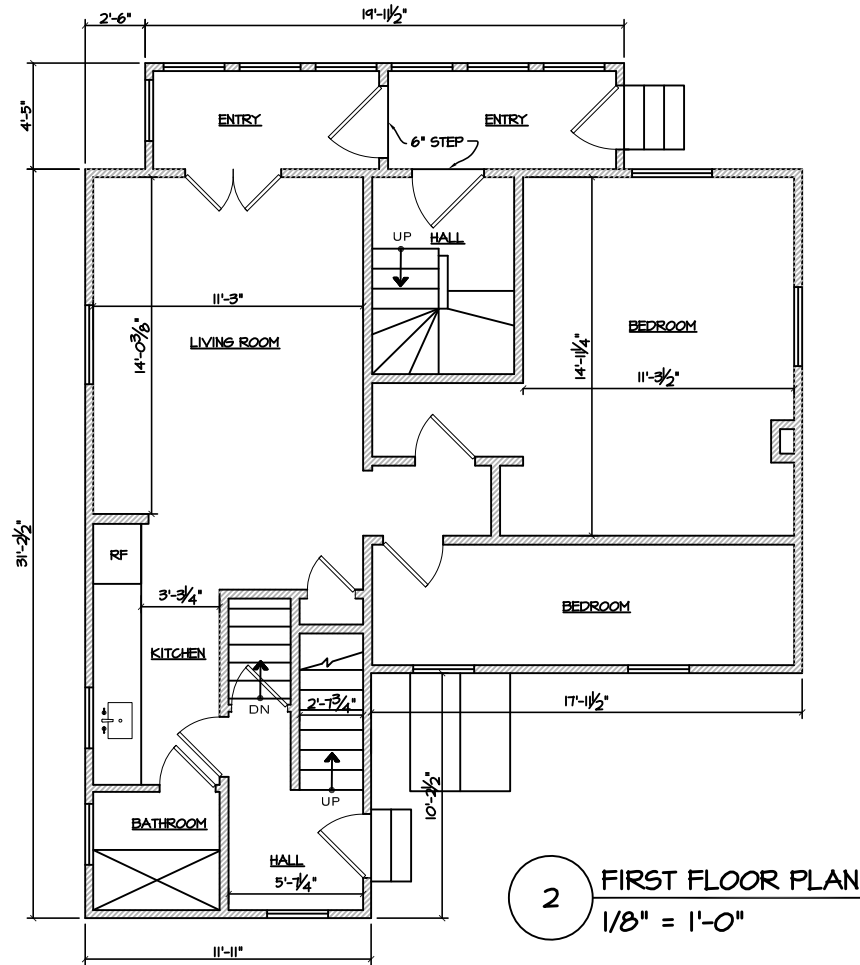 2'-6"
19'-11½"
4'-5"
ENTRY
ENTRY
6" STEP
UP
HALL
11'-3"
14'-0⅜"
LIVING ROOM
BEDROOM
14'-11¼"
11'-3½"
31'-2½"
RF
3'-3¼"
KITCHEN
BEDROOM
DN
2'-7¾"
17'-11½"
UP
10'-2½"
BATHROOM
HALL
5'-7¼"
11'-11"
2
FIRST FLOOR PLAN
1/8" = 1'-0"